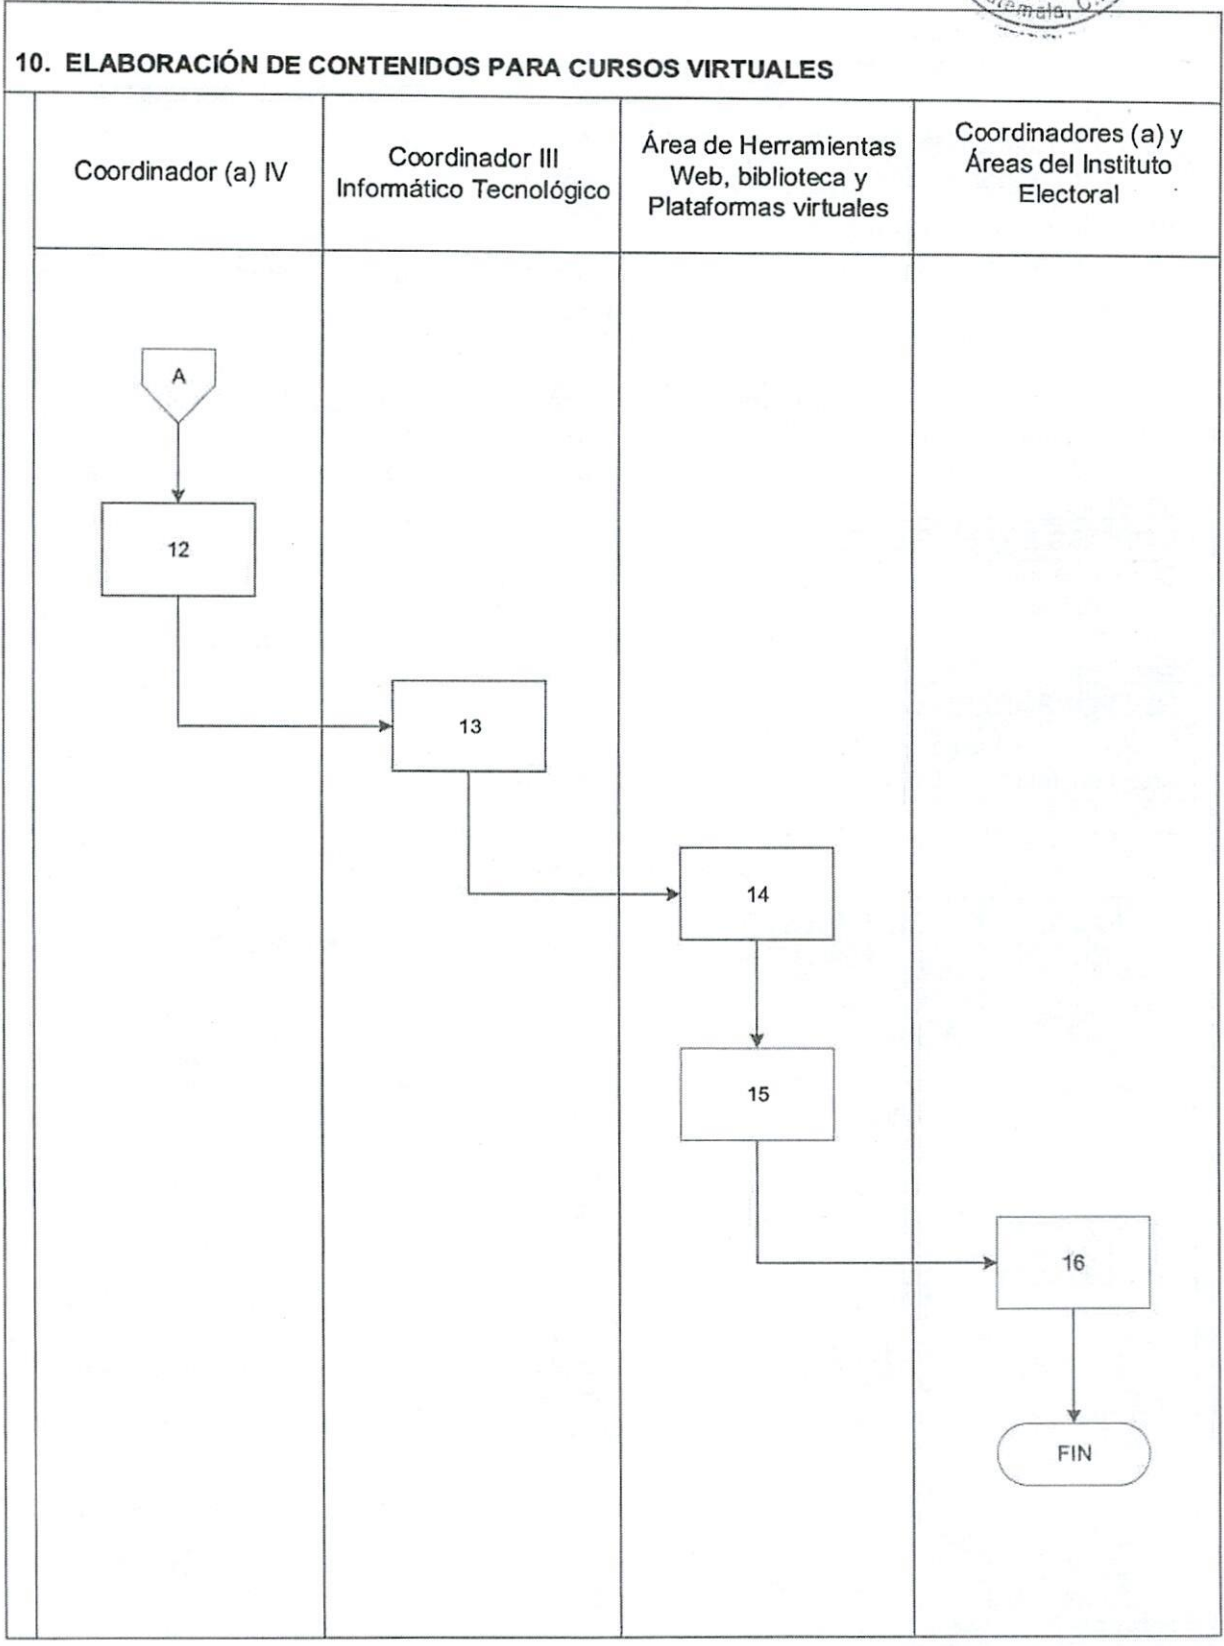 10. ELABORACIÓN DE CONTENIDOS PARA CURSOS VIRTUALES
Coordinador (a) IV
Coordinador III
Informático Tecnológico
Área de Herramientas
Web, biblioteca y
Plataformas virtuales
Coordinadores (a) y
Áreas del Instituto
Electoral
A
12
13
14
15
16
FIN